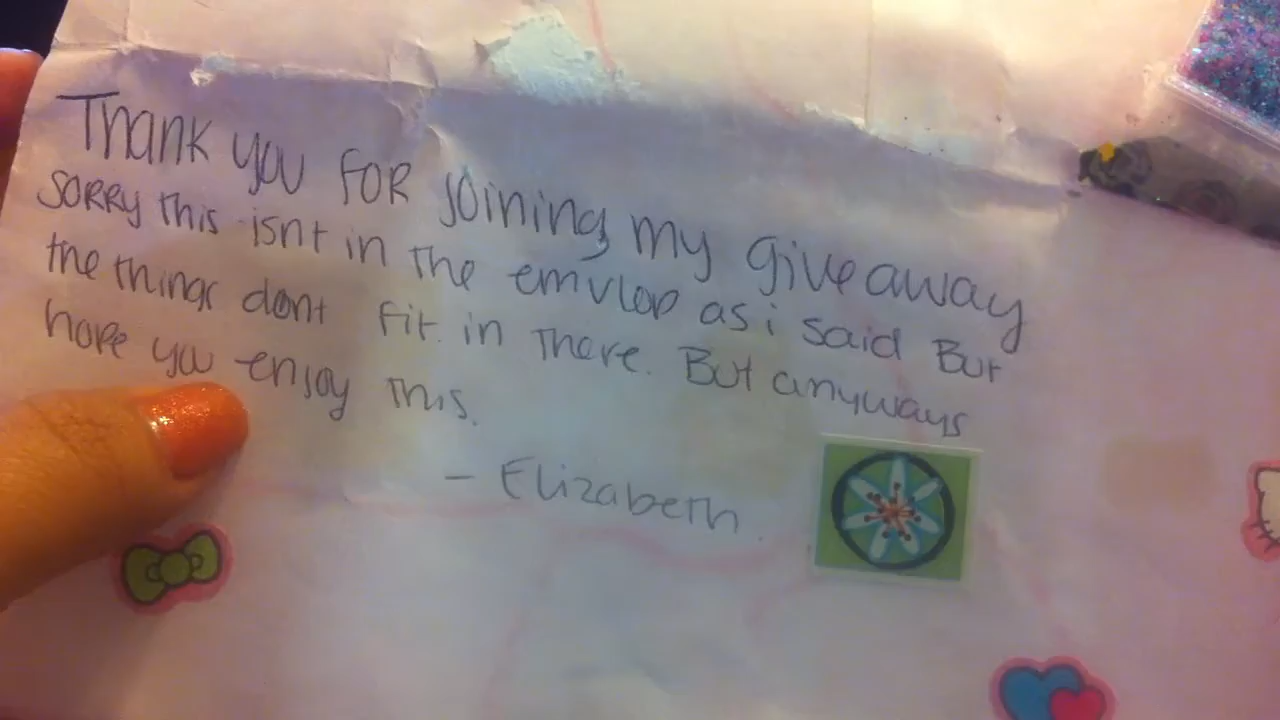 Thank you for joining my giveaway
Sorry this isnt in the emvlop as i said But
the things dont fit in there. But anyways
hope you enjoy this.
- Elizabeth